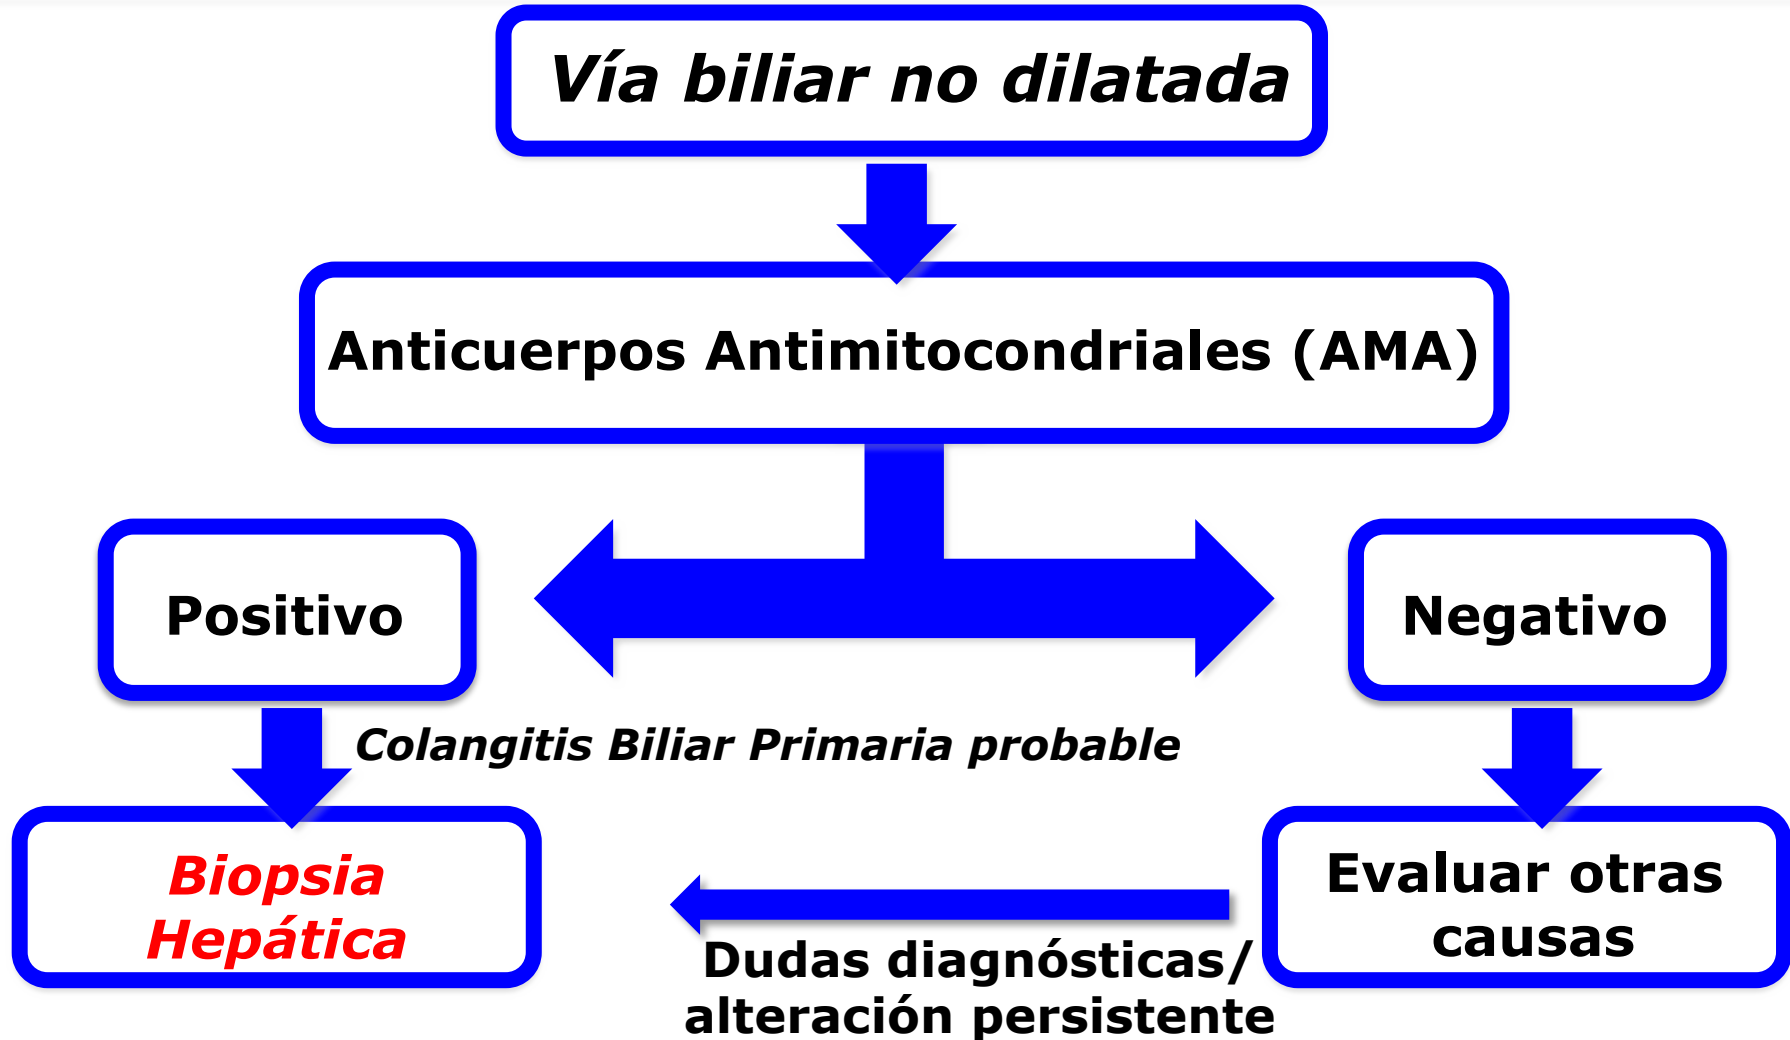 Vía biliar no dilatada
Anticuerpos Antimitocondriales (AMA)
Positivo
Negativo
Colangitis Biliar Primaria probable
Biopsia
Hepática
Evaluar otras
causas
Dudas diagnósticas/
alteración persistente